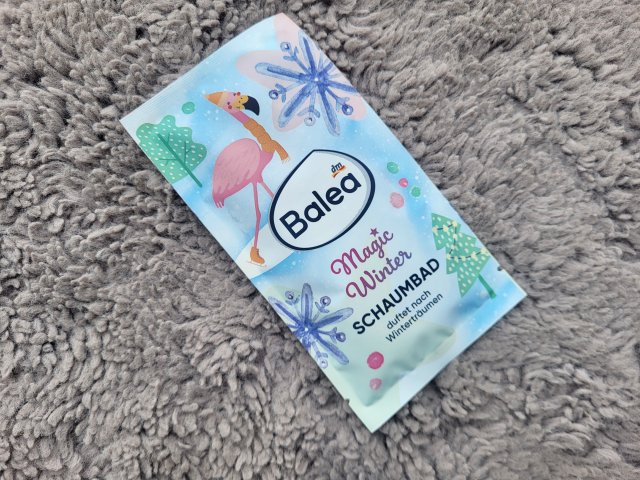 dm
Balea
Magic
Winter
SCHAUMBAD
duftet nach
Winterträumen